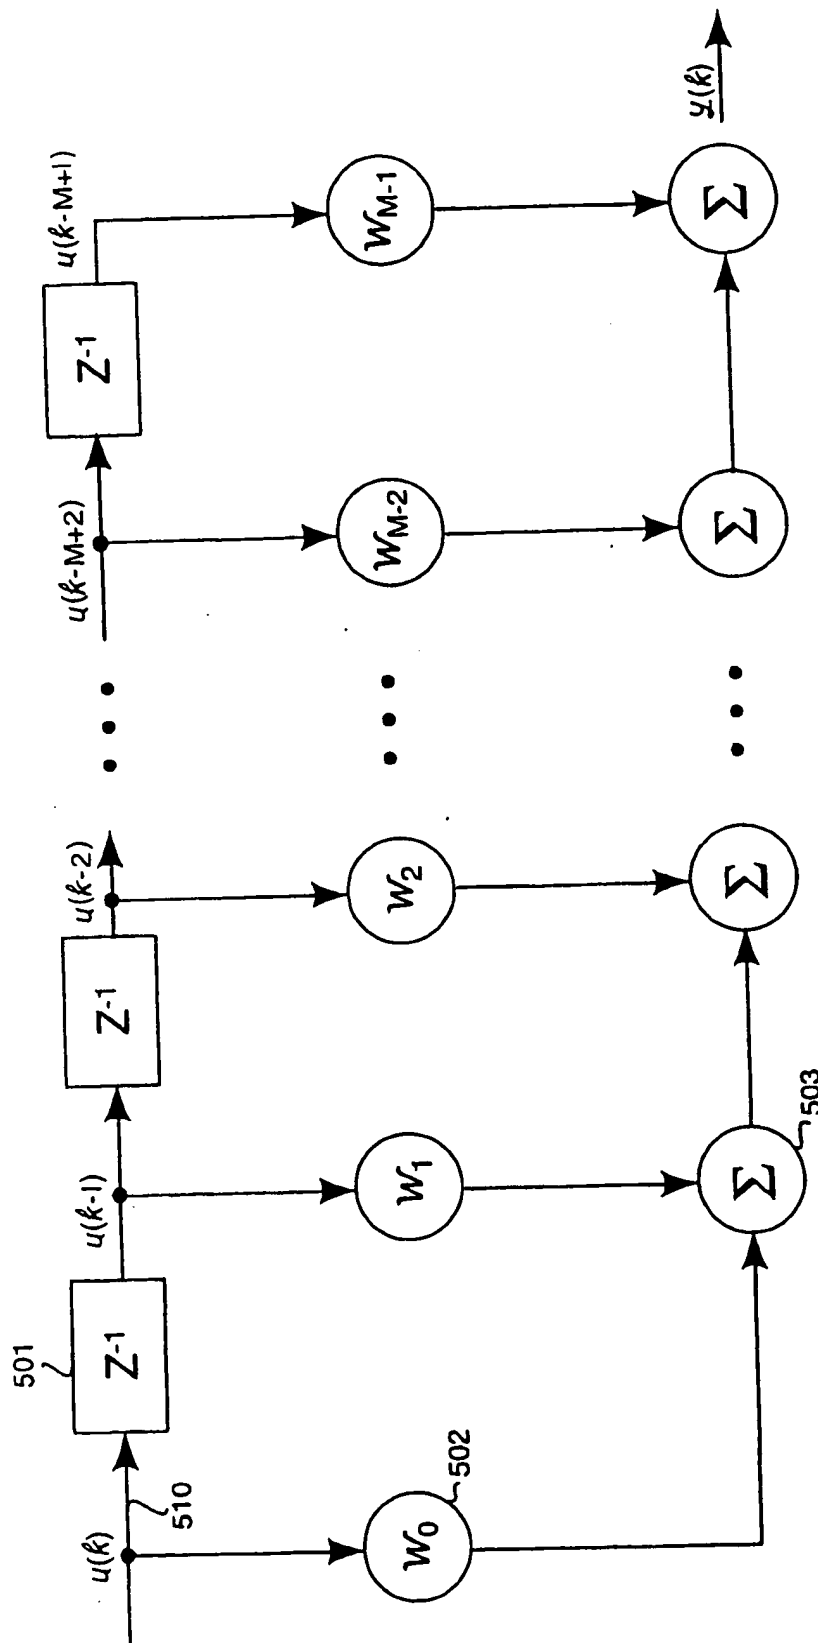 u(k)
510
501
Z-1
u(k-1)
Z-1
u(k-2)
u(k-M+2)
Z-1
u(k-M+1)
W0
502
W1
W2
WM-2
WM-1
Σ
503
Σ
Σ
Σ
y(k)